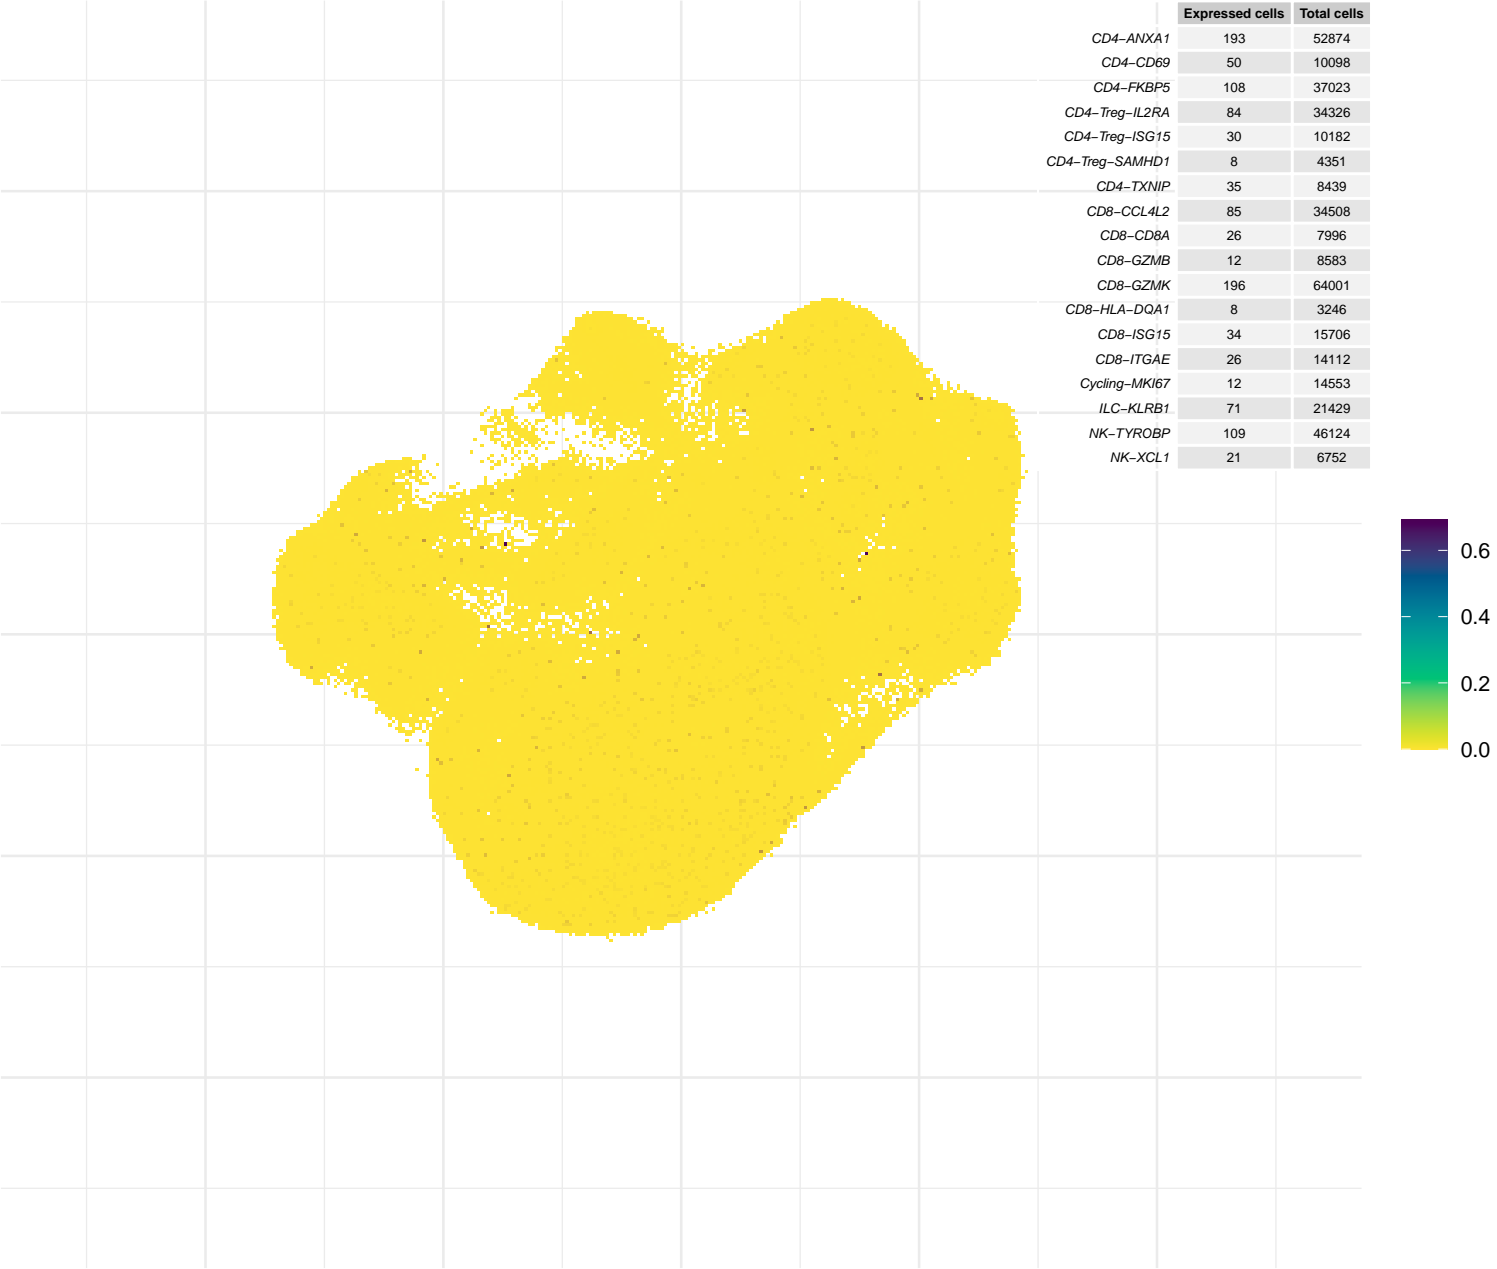 Expressed cells Total cells
CD4−ANXA1 193 52874
CD4−CD69 50 10098
CD4−FKBP5 108 37023
CD4−Treg−IL2RA 84 34326
CD4−Treg−ISG15 30 10182
CD4−Treg−SAMHD1 8 4351
CD4−TXNIP 35 8439
CD8−CCL4L2 85 34508
CD8−CD8A 26 7996
CD8−GZMB 12 8583
CD8−GZMK 196 64001
CD8−HLA−DQA1 8 3246
CD8−ISG15 34 15706
CD8−ITGAE 26 14112
Cycling−MKI67 12 14553
ILC−KLRB1 71 21429
NK−TYROBP 109 46124
NK−XCL1 21 6752
0.6
0.4
0.2
0.0